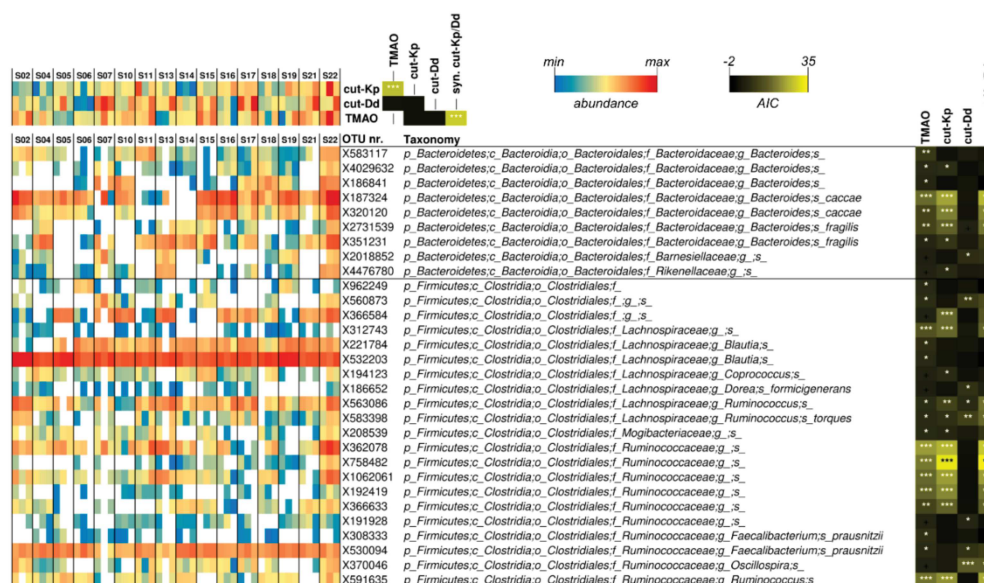 TMAO
cut-Kp
cut-Dd
syn. cut-Kp/Dd
min max
abundance
-2 35
AIC
S02 S04 S05 S06 S07 S10 S11 S13 S14 S15 S16 S17 S18 S19 S21 S22
cut-Kp ***
cut-Dd
TMAO ***
S02 S04 S05 S06 S07 S10 S11 S13 S14 S15 S16 S17 S18 S19 S21 S22 OTU nr. Taxonomy TMAO cut-Kp cut-Dd
X583117 p_Bacteroidetes;c_Bacteroidia;o_Bacteroidales;f_Bacteroidaceae;g_Bacteroides;s_ **
X4029632 p_Bacteroidetes;c_Bacteroidia;o_Bacteroidales;f_Bacteroidaceae;g_Bacteroides;s_ *
X186841 p_Bacteroidetes;c_Bacteroidia;o_Bacteroidales;f_Bacteroidaceae;g_Bacteroides;s_ *
X187324 p_Bacteroidetes;c_Bacteroidia;o_Bacteroidales;f_Bacteroidaceae;g_Bacteroides;s_caccae *** ***
X320120 p_Bacteroidetes;c_Bacteroidia;o_Bacteroidales;f_Bacteroidaceae;g_Bacteroides;s_caccae ** ***
X2731539 p_Bacteroidetes;c_Bacteroidia;o_Bacteroidales;f_Bacteroidaceae;g_Bacteroides;s_fragilis ** ***
X351231 p_Bacteroidetes;c_Bacteroidia;o_Bacteroidales;f_Bacteroidaceae;g_Bacteroides;s_fragilis * *
X2018852 p_Bacteroidetes;c_Bacteroidia;o_Bacteroidales;f_Barnesiellaceae;g_;s_ *
X4476780 p_Bacteroidetes;c_Bacteroidia;o_Bacteroidales;f_Rikenellaceae;g_;s_ *
X962249 p_Firmicutes;c_Clostridia;o_Clostridiales;f_ *
X560873 p_Firmicutes;c_Clostridia;o_Clostridiales;f_;g_;s_ * **
X366584 p_Firmicutes;c_Clostridia;o_Clostridiales;f_;g_;s_ ***
X312743 p_Firmicutes;c_Clostridia;o_Clostridiales;f_Lachnospiraceae;g_;s_ *** ***
X221784 p_Firmicutes;c_Clostridia;o_Clostridiales;f_Lachnospiraceae;g_Blautia;s_ *
X532203 p_Firmicutes;c_Clostridia;o_Clostridiales;f_Lachnospiraceae;g_Blautia;s_ *
X194123 p_Firmicutes;c_Clostridia;o_Clostridiales;f_Lachnospiraceae;g_Coprococcus;s_ *
X186652 p_Firmicutes;c_Clostridia;o_Clostridiales;f_Lachnospiraceae;g_Dorea;s_formicigenerans *
X563086 p_Firmicutes;c_Clostridia;o_Clostridiales;f_Lachnospiraceae;g_Ruminococcus;s_ * ** *
X583398 p_Firmicutes;c_Clostridia;o_Clostridiales;f_Lachnospiraceae;g_Ruminococcus;s_torques * * **
X208539 p_Firmicutes;c_Clostridia;o_Clostridiales;f_Mogibacteriaceae;g_;s_ * *
X362078 p_Firmicutes;c_Clostridia;o_Clostridiales;f_Ruminococcaceae;g_;s_ *** ***
X758482 p_Firmicutes;c_Clostridia;o_Clostridiales;f_Ruminococcaceae;g_;s_ *** ***
X1062061 p_Firmicutes;c_Clostridia;o_Clostridiales;f_Ruminococcaceae;g_;s_ *** ***
X192419 p_Firmicutes;c_Clostridia;o_Clostridiales;f_Ruminococcaceae;g_;s_ *** ***
X366633 p_Firmicutes;c_Clostridia;o_Clostridiales;f_Ruminococcaceae;g_;s_ ** ***
X191928 p_Firmicutes;c_Clostridia;o_Clostridiales;f_Ruminococcaceae;g_;s_ *
X308333 p_Firmicutes;c_Clostridia;o_Clostridiales;f_Ruminococcaceae;g_Faecalibacterium;s_prausnitzii *
X530094 p_Firmicutes;c_Clostridia;o_Clostridiales;f_Ruminococcaceae;g_Faecalibacterium;s_prausnitzii * *
X370046 p_Firmicutes;c_Clostridia;o_Clostridiales;f_Ruminococcaceae;g_Oscillospira;s_ ***
X591635 p_Firmicutes;c_Clostridia;o_Clostridiales;f_Ruminococcaceae;g_Ruminococcus;s_ *** ***